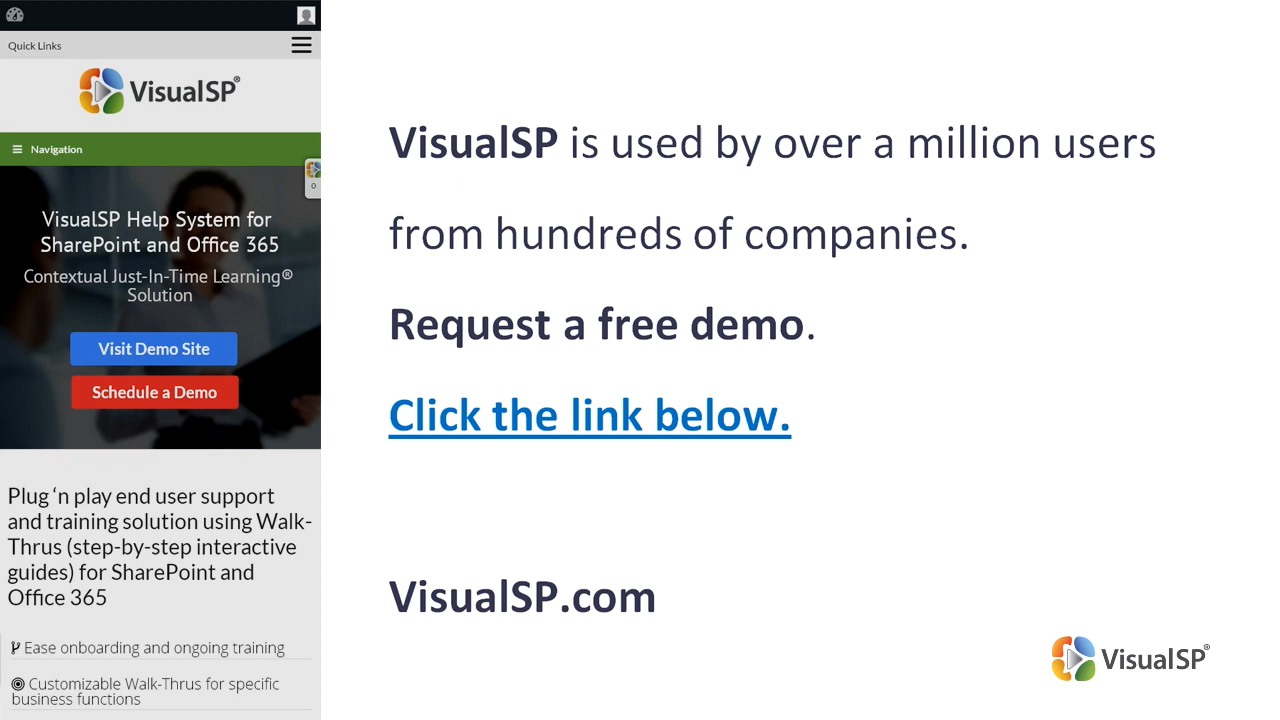 Quick Links
VisualSP®
Navigation
0
VisualSP Help System for
SharePoint and Office 365
Contextual Just-In-Time Learning®
Solution
Visit Demo Site
Schedule a Demo
Plug ‘n play end user support
and training solution using Walk-
Thrus (step-by-step interactive
guides) for SharePoint and
Office 365
Ease onboarding and ongoing training
Customizable Walk-Thrus for specific
business functions
VisualSP is used by over a million users
from hundreds of companies.
Request a free demo.
Click the link below.
VisualSP.com
VisualSP®